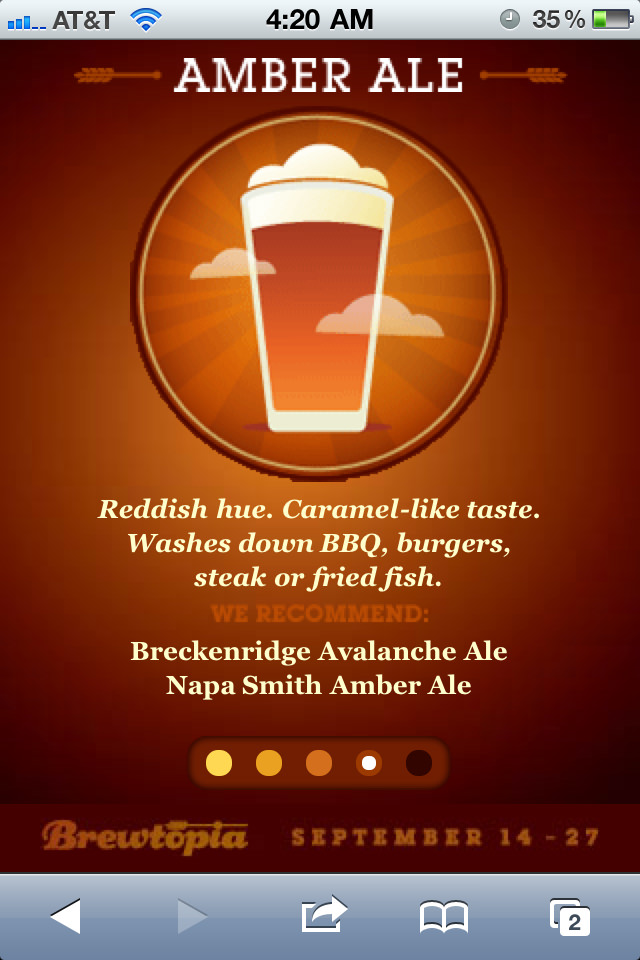 AT&T 4:20 AM 35%
AMBER ALE
Reddish hue. Caramel-like taste.
Washes down BBQ, burgers,
steak or fried fish.
WE RECOMMEND:
Breckenridge Avalanche Ale
Napa Smith Amber Ale
Brewtōpia SEPTEMBER 14 - 27
2